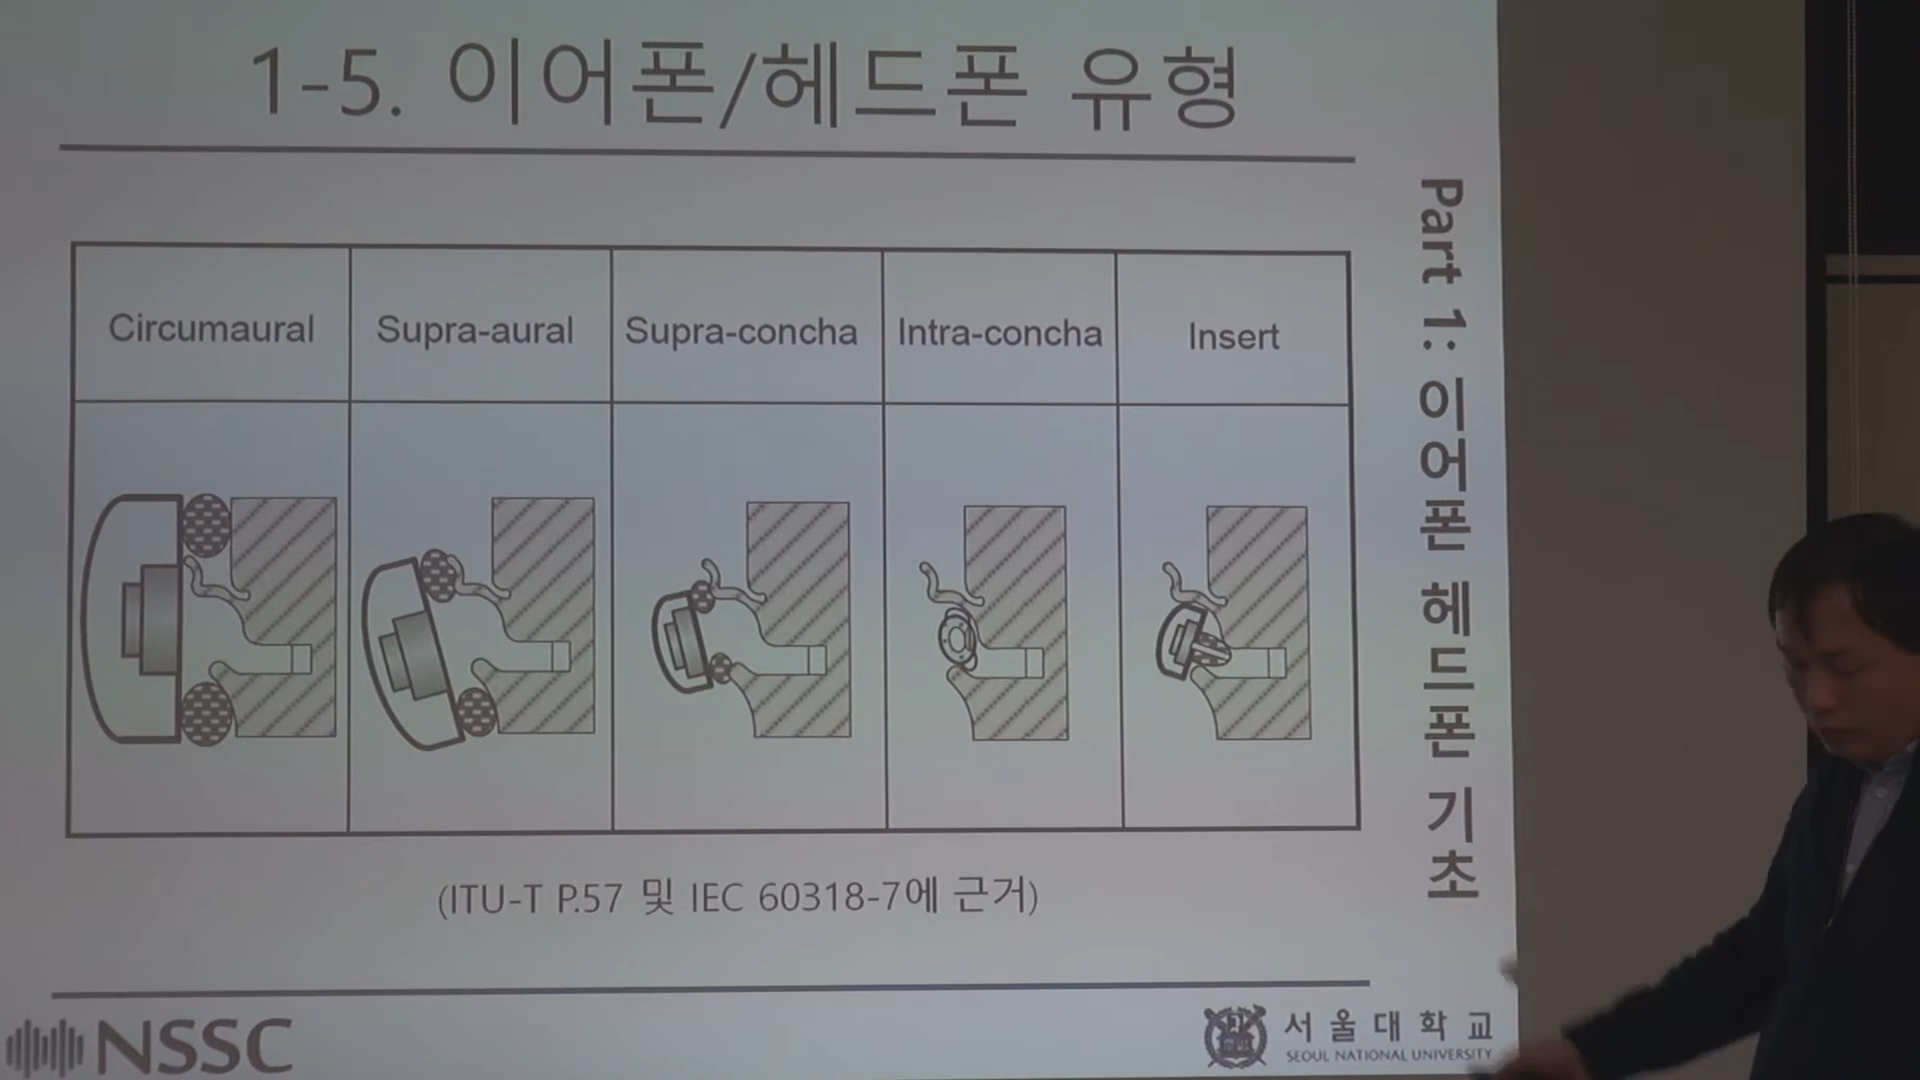 1-5. 이어폰/헤드폰 유형
Circumaural
Supra-aural
Supra-concha
Intra-concha
Insert
(ITU-T P.57 및 IEC 60318-7에 근거)
Part 1: 이어폰 헤드폰 기초
NSSC
서울대학교
SEOUL NATIONAL UNIVERSITY